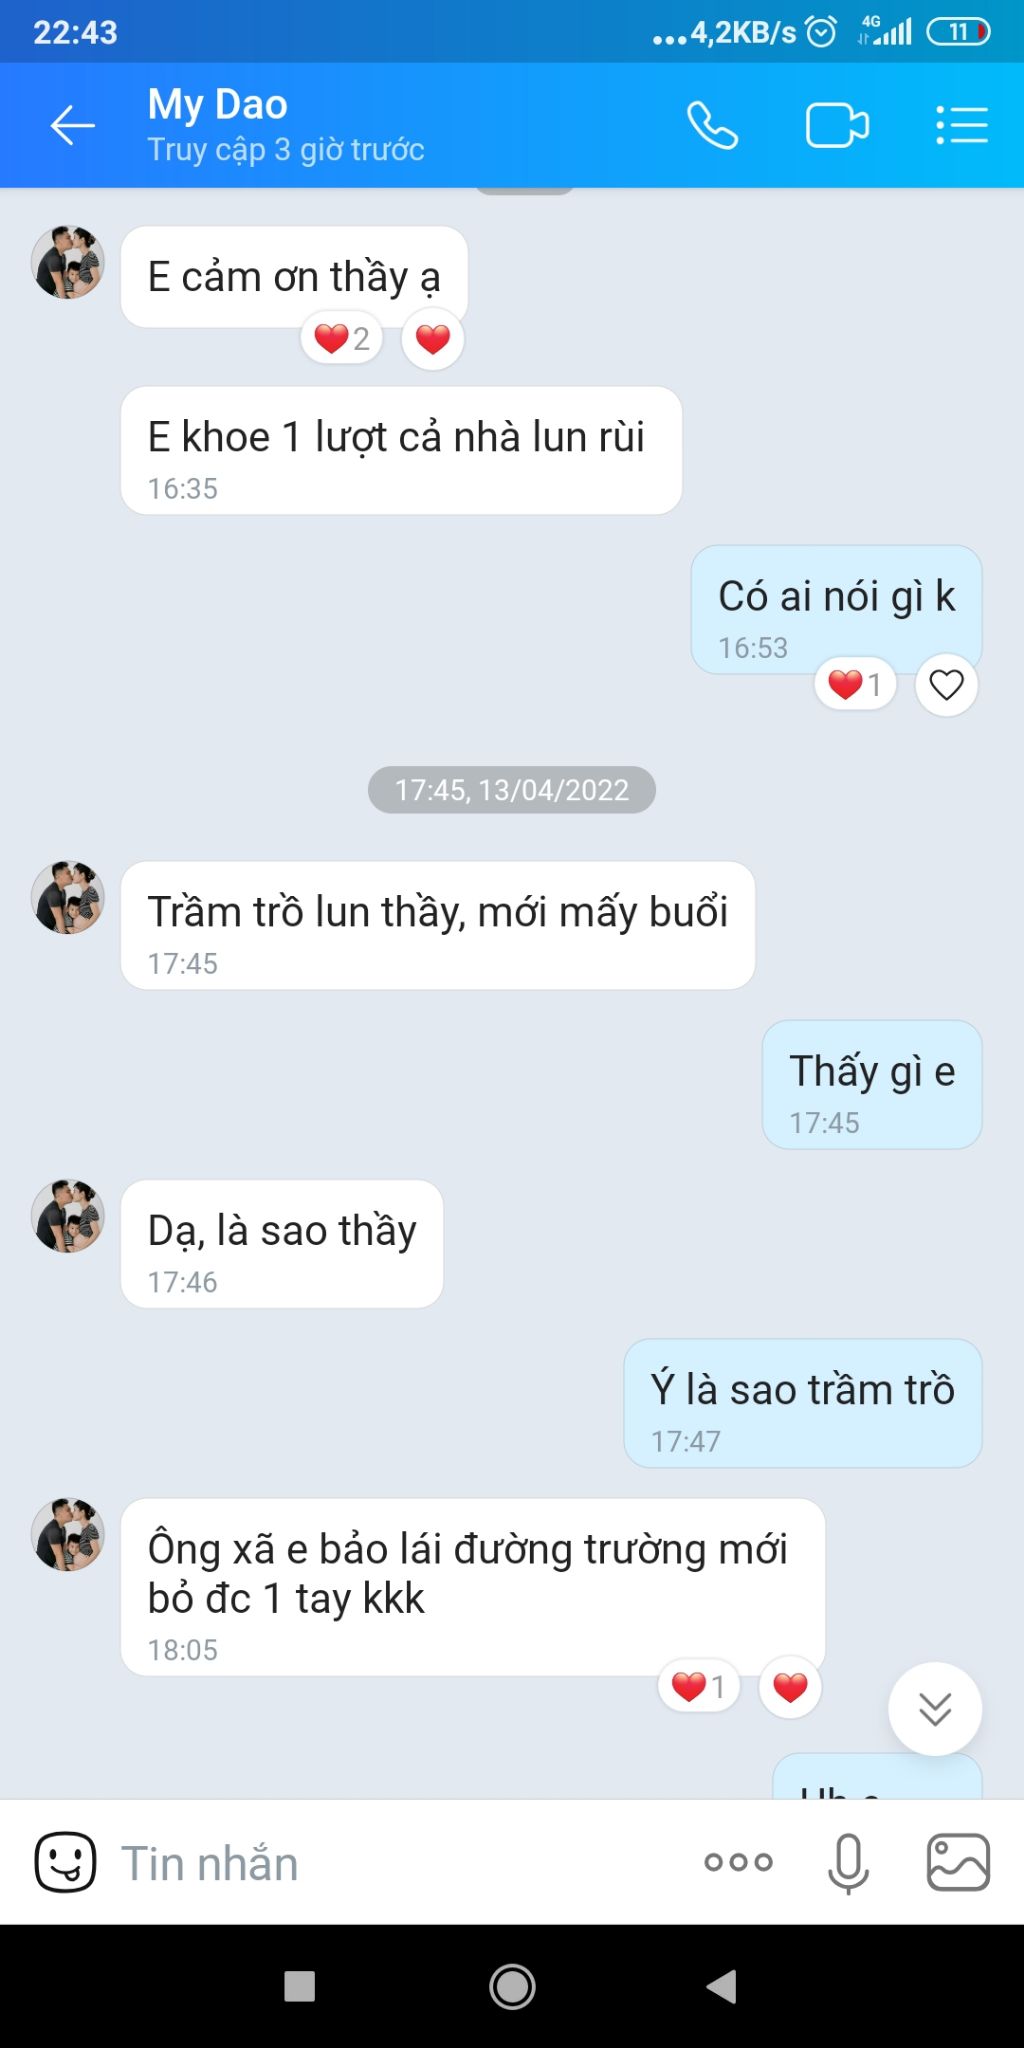 22:43
...4,2KB/s
4G
11
My Dao
Truy cập 3 giờ trước
E cảm ơn thầy ạ
2
E khoe 1 lượt cả nhà lun rùi
16:35
Có ai nói gì k
16:53
1
17:45, 13/04/2022
Trầm trồ lun thầy, mới mấy buổi
17:45
Thấy gì e
17:45
Dạ, là sao thầy
17:46
Ý là sao trầm trồ
17:47
Ông xã e bảo lái đường trường mới
bỏ đc 1 tay kkk
18:05
1
Tin nhắn